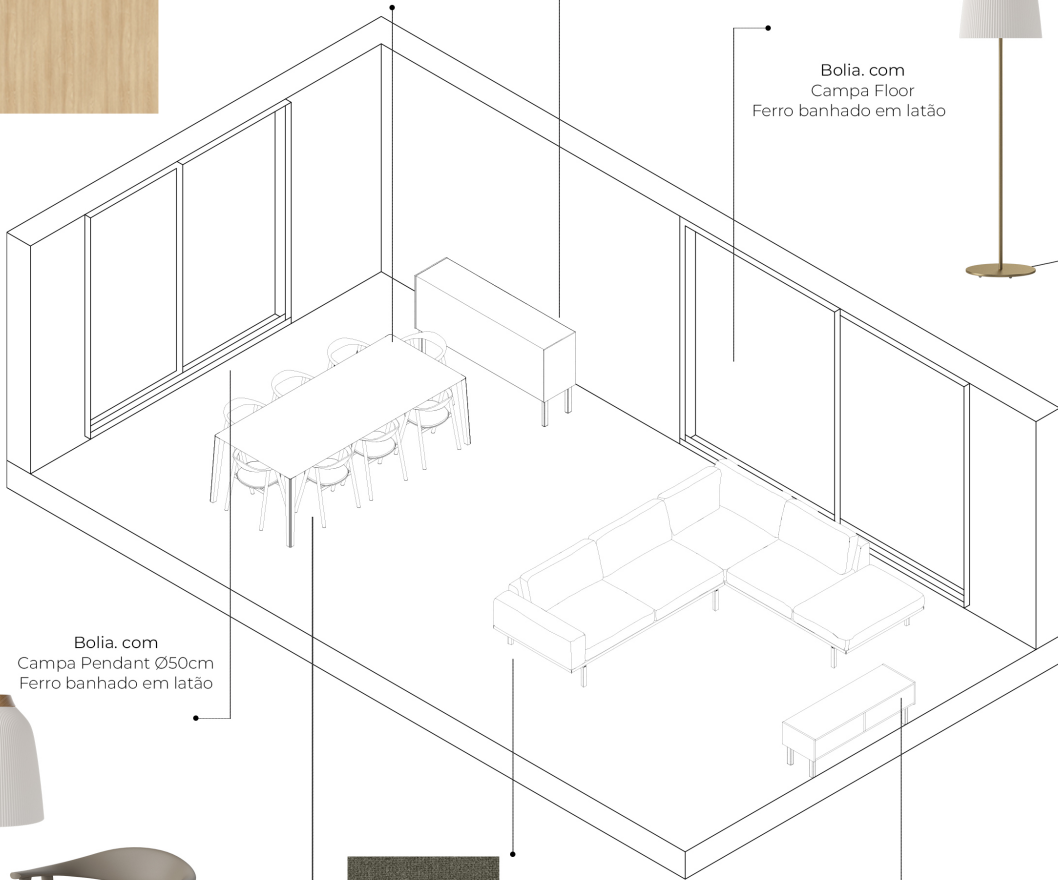 Bolia. com
Campa Floor
Ferro banhado em latão
Bolia. com
Campa Pendant Ø50cm
Ferro banhado em latão